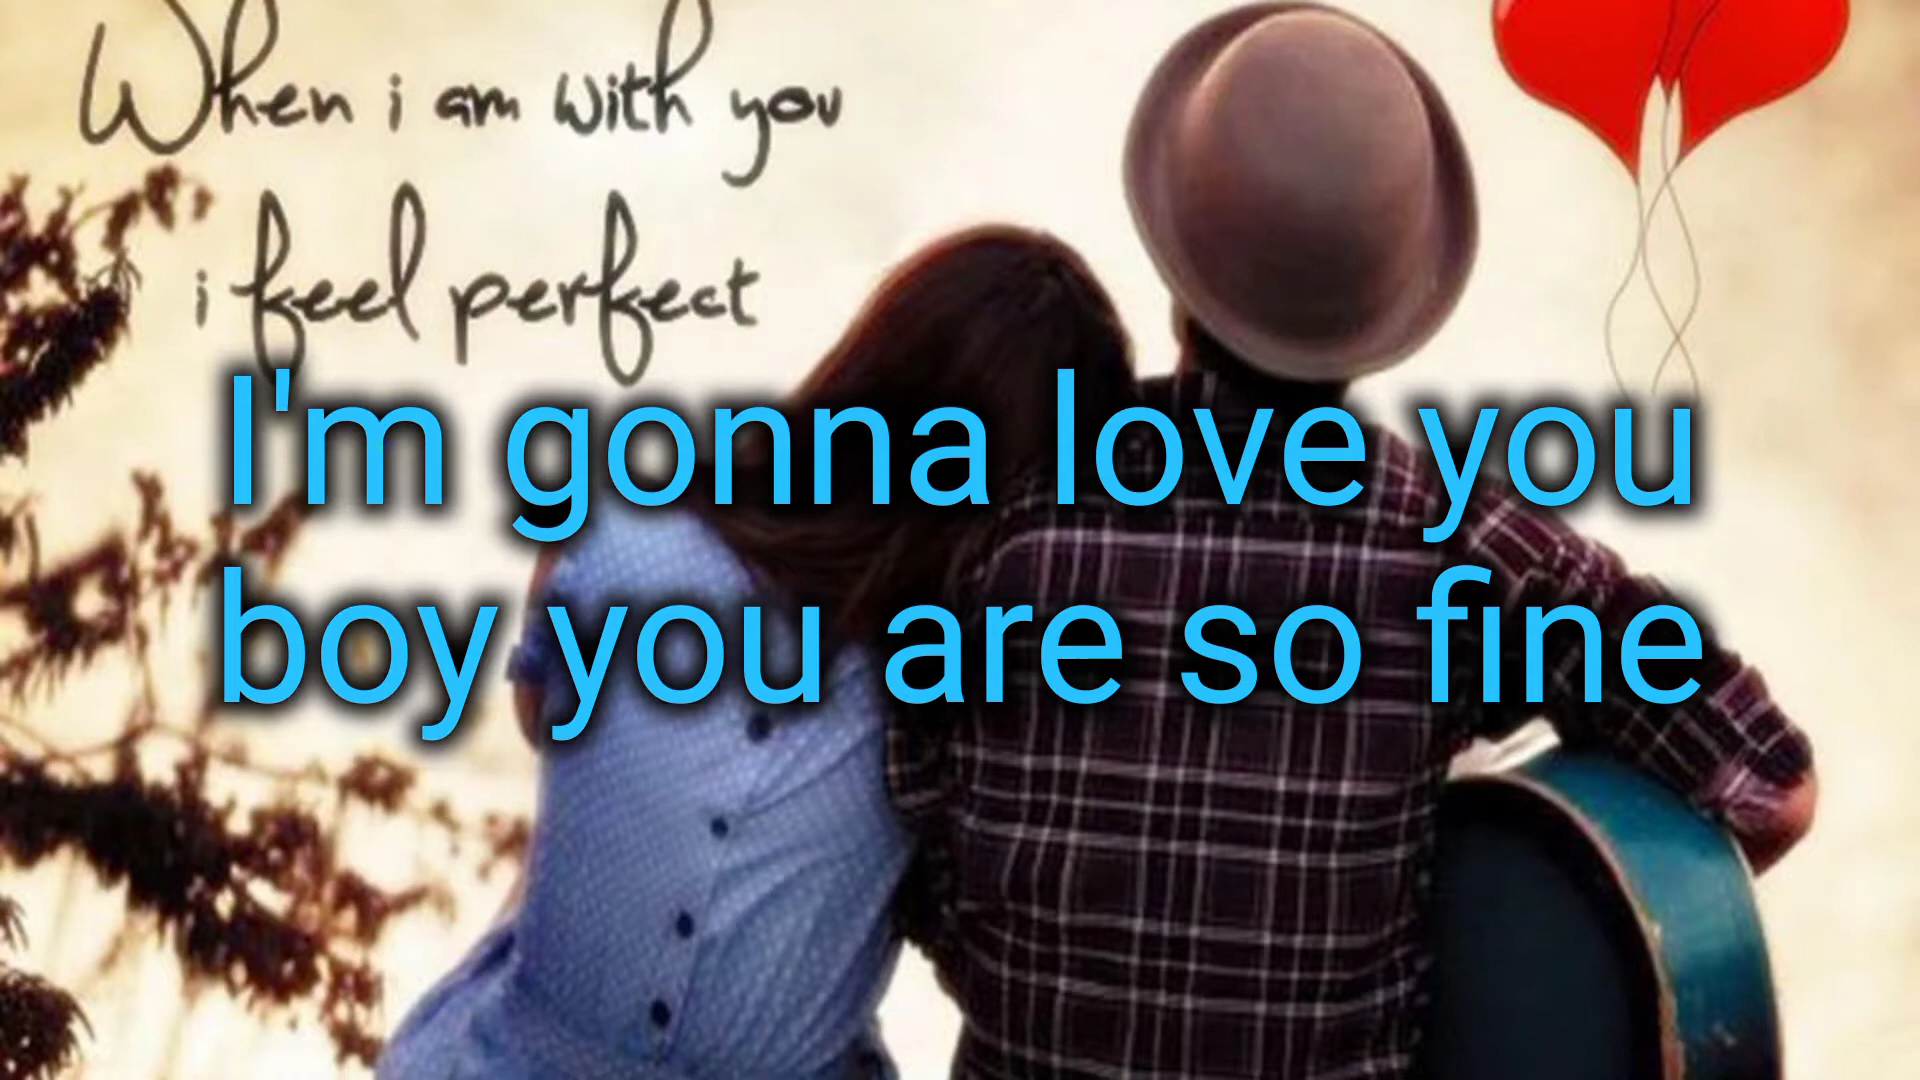 When i am with you
i feel perfect
I'm gonna love you
boy you are so fine